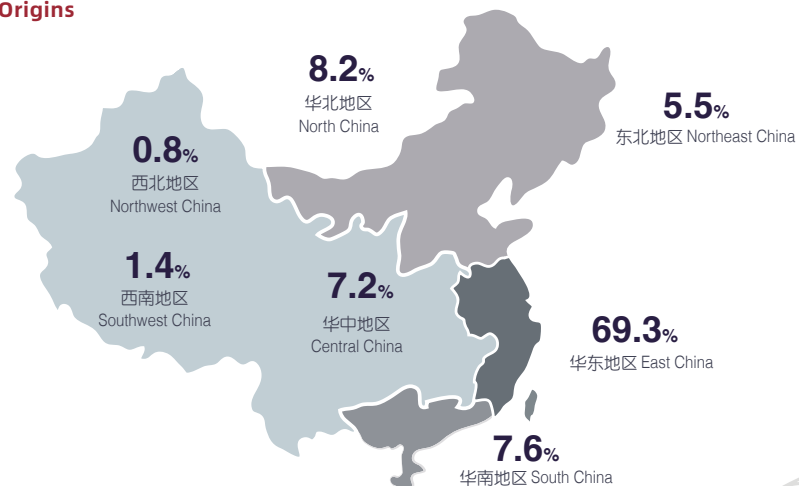 Origins
8.2%
华北地区
North China
5.5%
东北地区 Northeast China
0.8%
西北地区
Northwest China
1.4%
西南地区
Southwest China
7.2%
华中地区
Central China
69.3%
华东地区 East China
7.6%
华南地区 South China